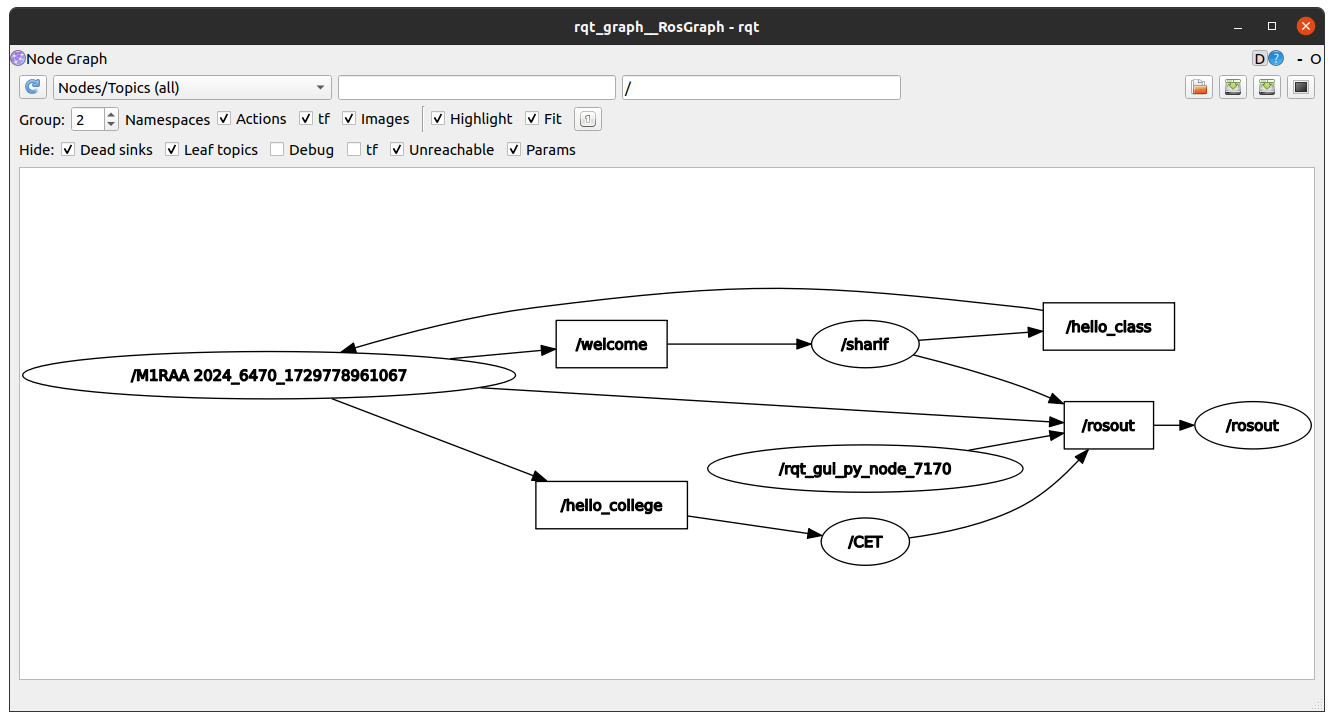 rqt_graph__RosGraph - rqt
Node Graph
D ? - O
Nodes/Topics (all)
/
Group: 2 Namespaces Actions tf Images Highlight Fit
Hide: Dead sinks Leaf topics Debug tf Unreachable Params
/hello_class
/welcome
/sharif
/M1RAA 2024_6470_1729778961067
/rosout
/rosout
/rqt_gui_py_node_7170
/hello_college
/CET